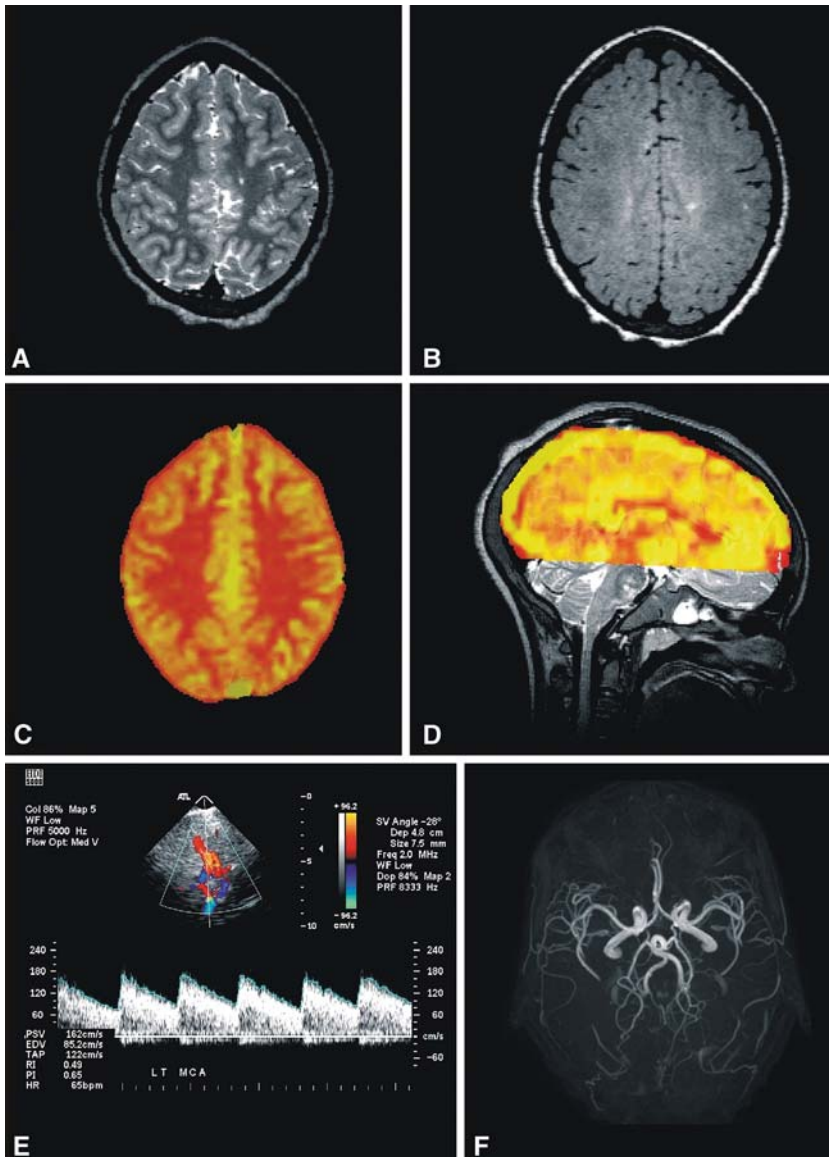 A
B
C
D
Col 86% Map 5
WF Low
PRF 5000 Hz
Flow Opt: Med V
ATL
0
5
10
+96.2
-96.2
cm/s
SV Angle -28°
Dep 4.8 cm
Size 7.5 mm
Freq 2.0 MHz
WF Low
Dop 84% Map 2
PRF 8333 Hz
240
180
120
60
240
180
120
60
cm/s
-60
PSV 162cm/s
EDV 85.2cm/s
TAP 122cm/s
RI 0.49
PI 0.65
HR 65bpm
LT MCA
E
F